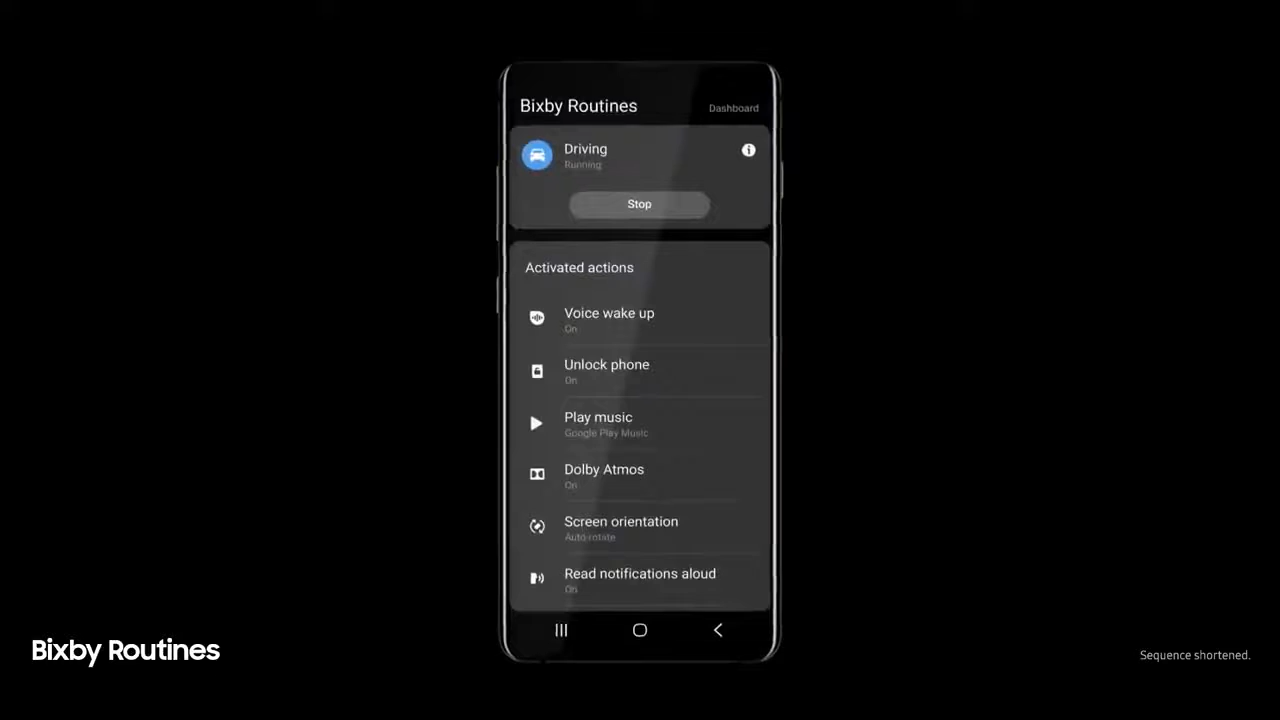 Bixby Routines
Dashboard
Driving
Running
Stop
Activated actions
Voice wake up
On
Unlock phone
On
Play music
Google Play Music
Dolby Atmos
On
Screen orientation
Auto rotate
Read notifications aloud
On
Bixby Routines
Sequence shortened.